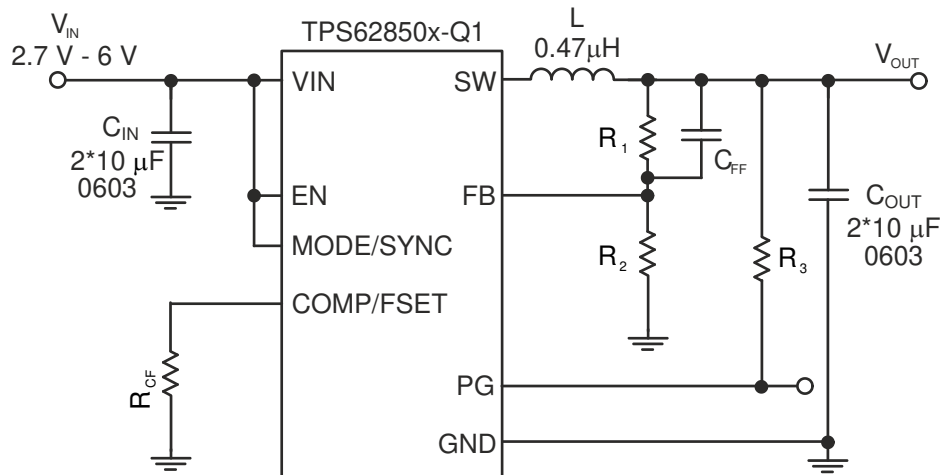 TPS62850x-Q1
V_IN
2.7 V - 6 V
L
0.47μH
V_OUT
VIN
SW
C_IN
2*10 μF
0603
R_1
C_FF
EN
FB
C_OUT
2*10 μF
0603
MODE/SYNC
R_2
R_3
COMP/FSET
R_CF
PG
GND